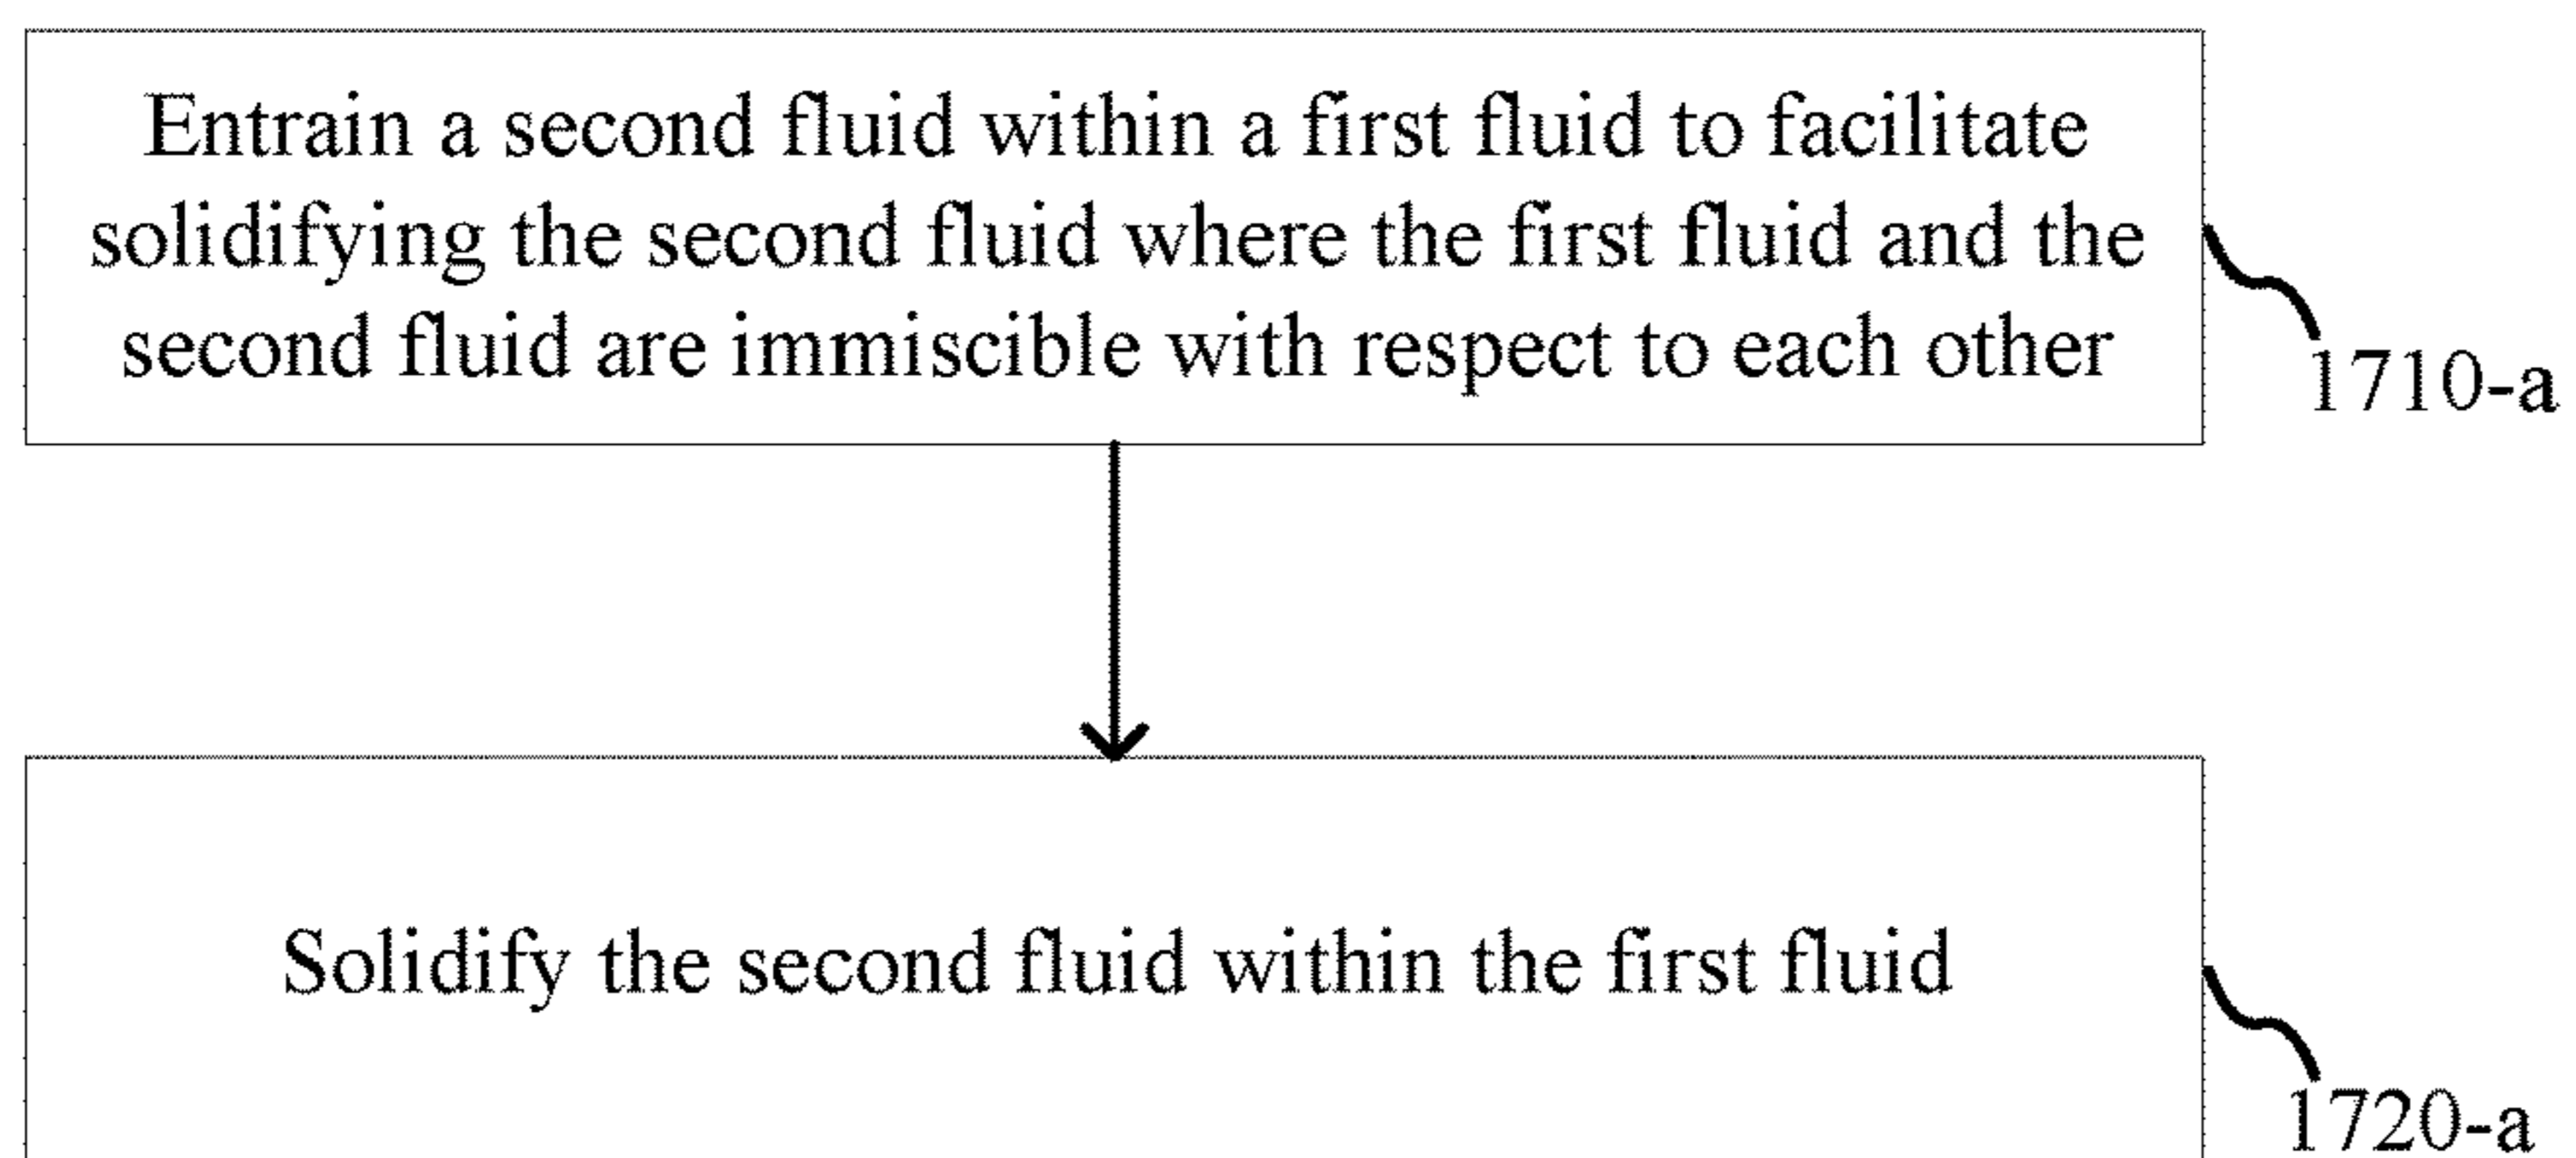 Entrain a second fluid within a first fluid to facilitate
solidifying the second fluid where the first fluid and the
second fluid are immiscible with respect to each other
1710-a
Solidify the second fluid within the first fluid
1720-a